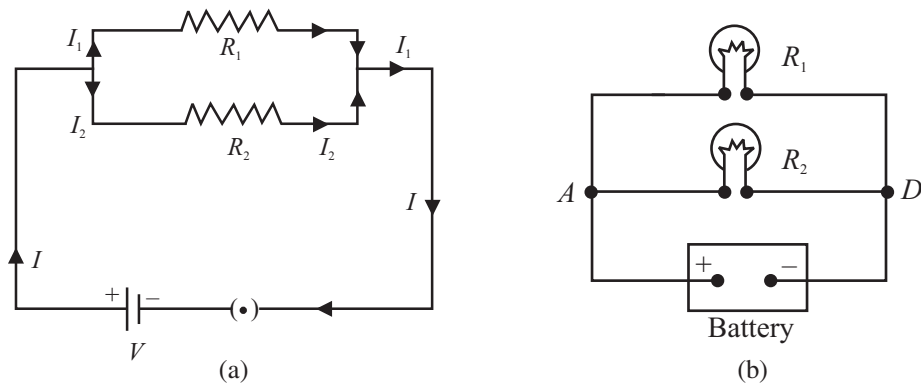 I₁
R₁
I₁
I₂
R₂
I₂
I
I
+ −
V
(a)
R₁
R₂
A
D
+ −
Battery
(b)